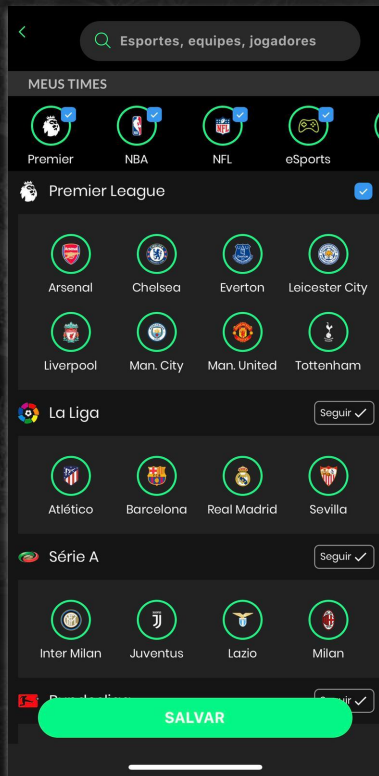 Esportes, equipes, jogadores
MEUS TIMES
Premier NBA NFL eSports
Premier League
Arsenal Chelsea Everton Leicester City
Liverpool Man. City Man. United Tottenham
La Liga Seguir
Atlético Barcelona Real Madrid Sevilla
Série A Seguir
Inter Milan Juventus Lazio Milan
SALVAR